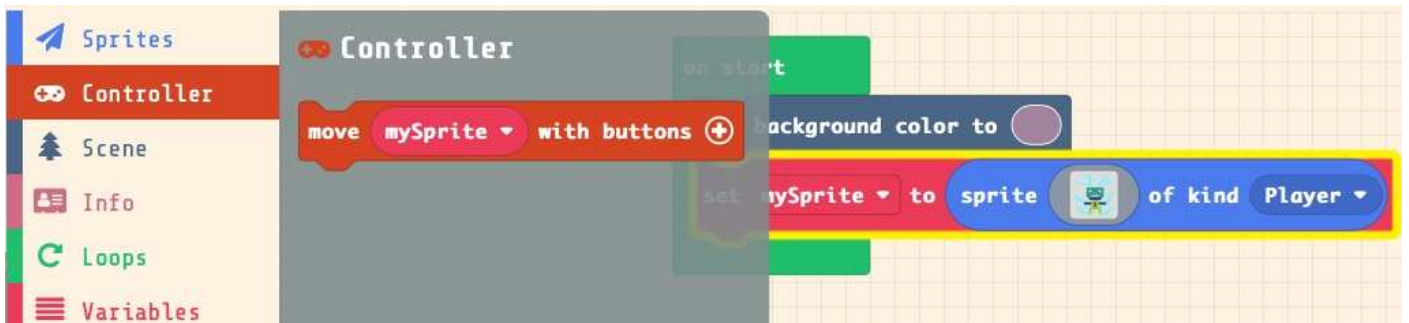 Sprites
Controller
Scene
Info
Loops
Variables
Controller
move mySprite with buttons
on start
background color to
set mySprite to sprite of kind Player